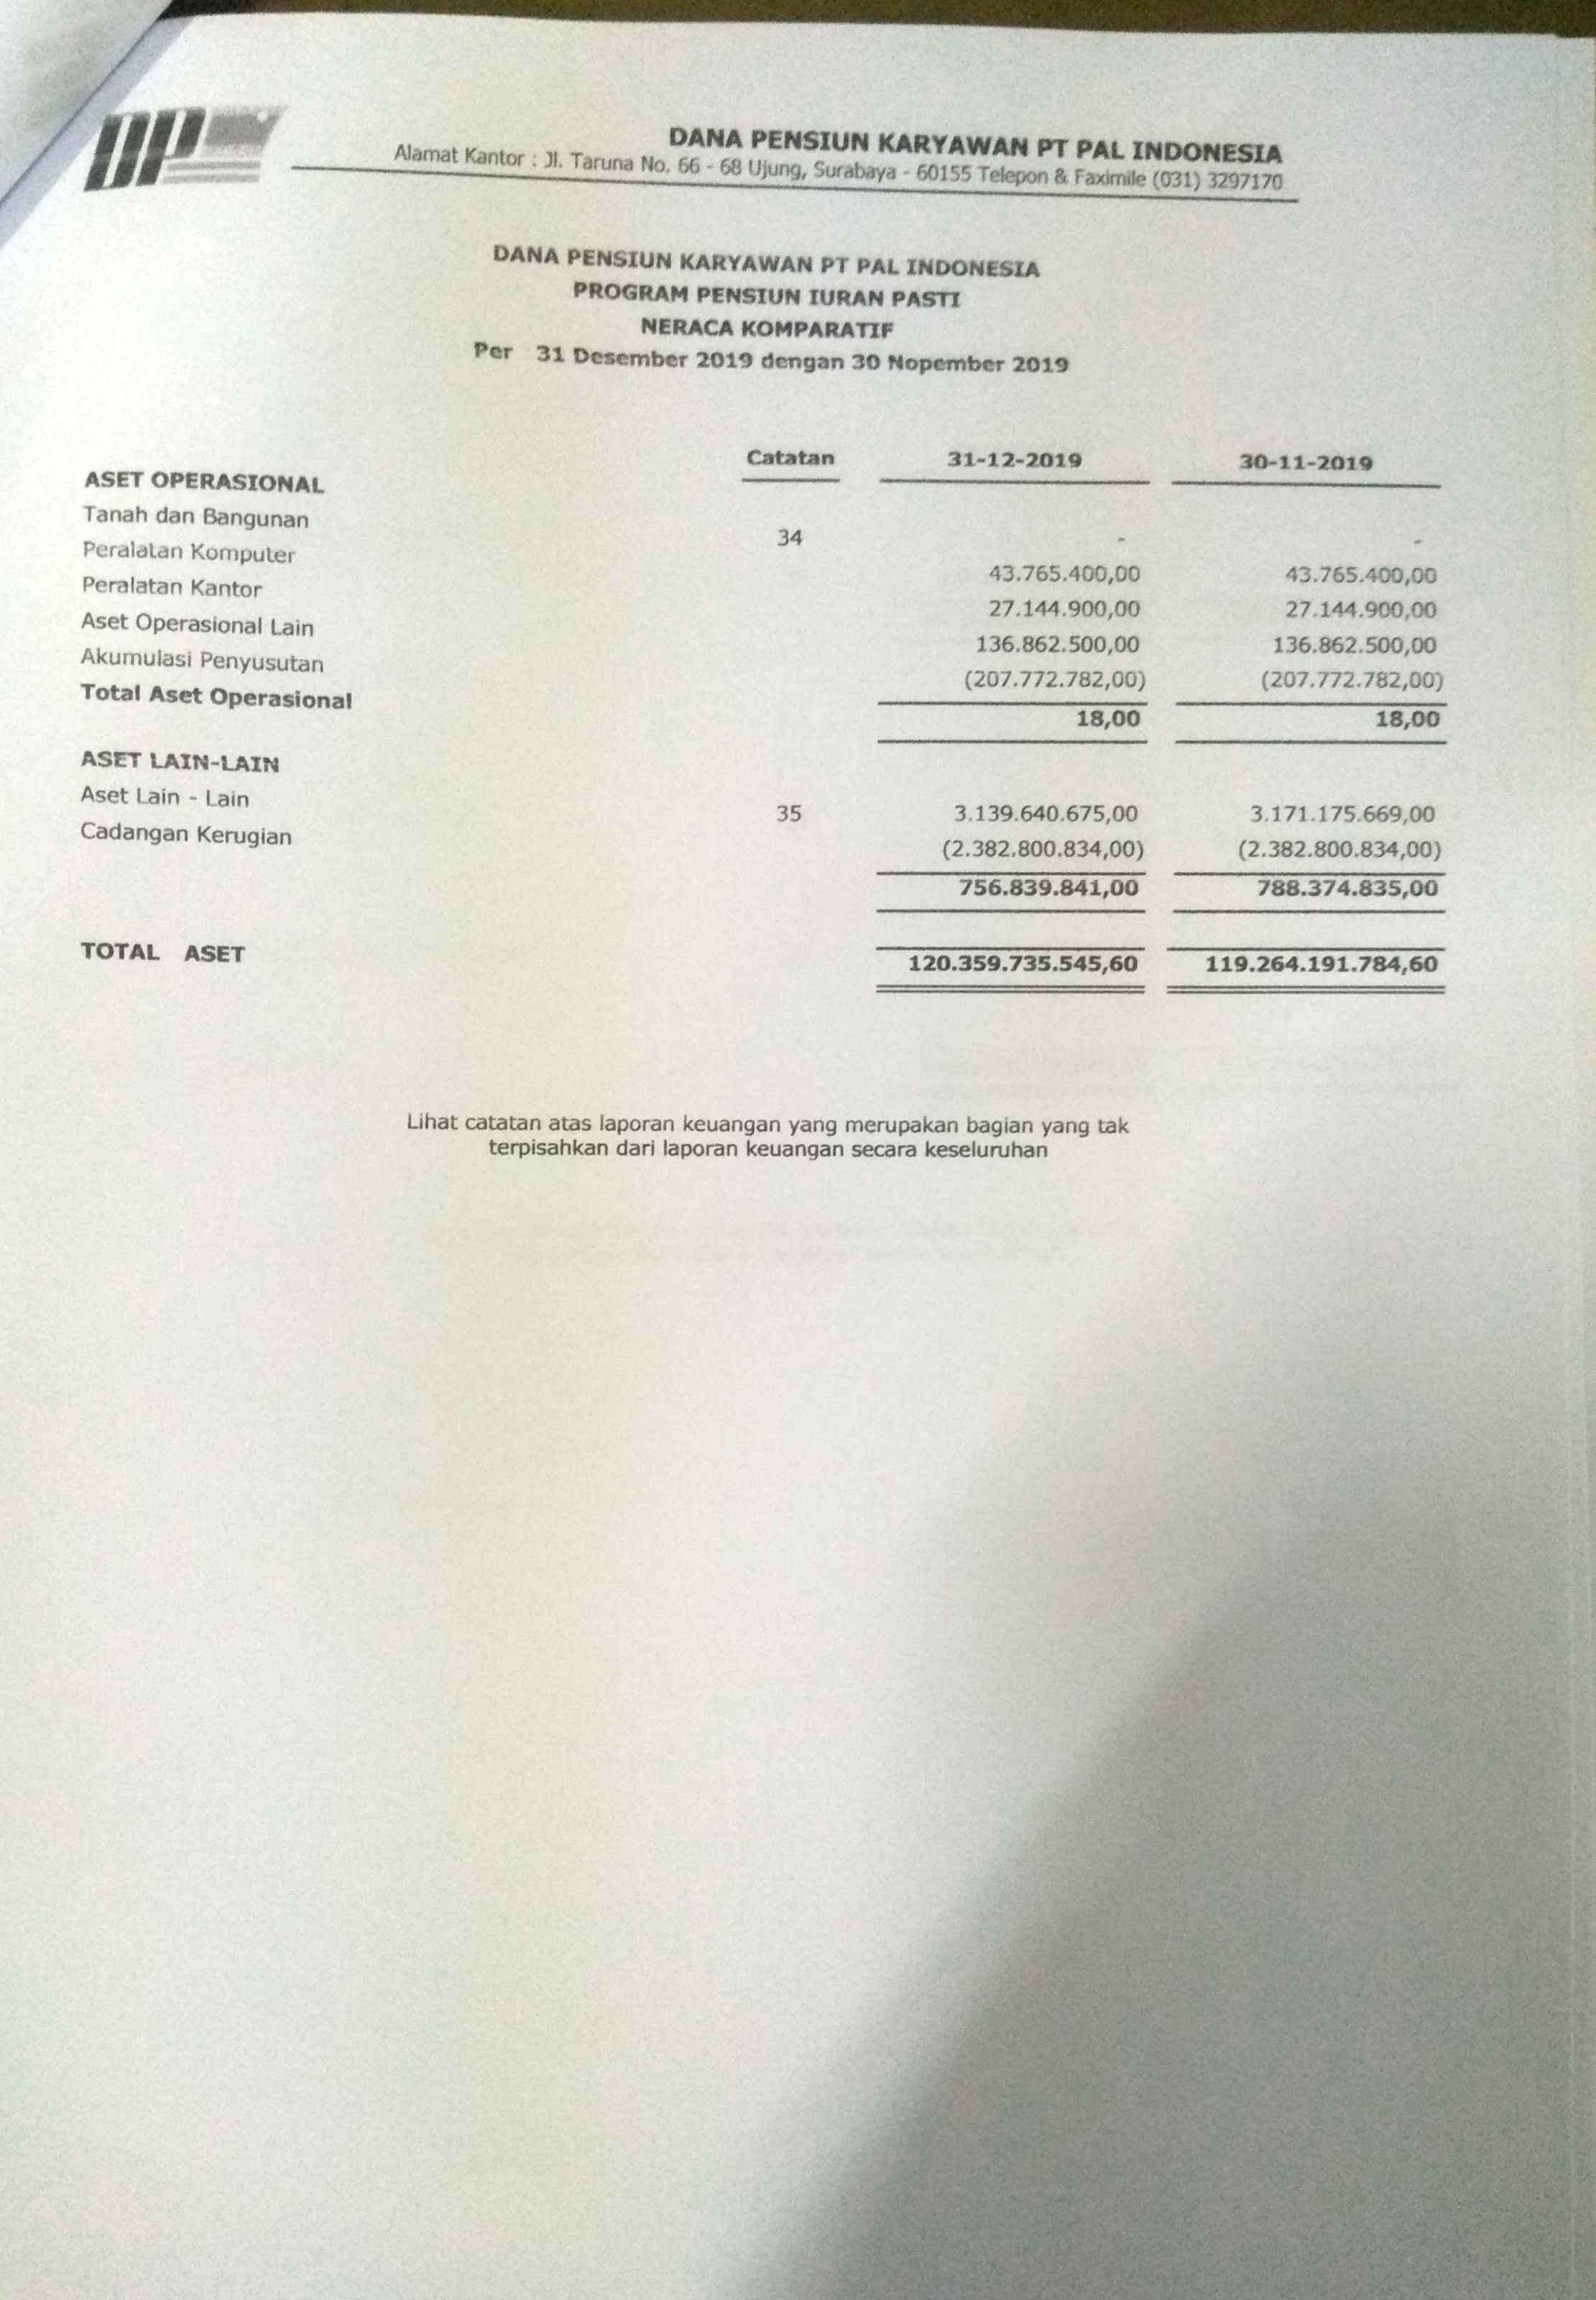 DP
DANA PENSIUN KARYAWAN PT PAL INDONESIA
Alamat Kantor : Jl. Taruna No. 66 - 68 Ujung, Surabaya - 60155 Telepon & Faximile (031) 3297170
DANA PENSIUN KARYAWAN PT PAL INDONESIA
PROGRAM PENSIUN IURAN PASTI
NERACA KOMPARATIF
Per 31 Desember 2019 dengan 30 Nopember 2019
Catatan 31-12-2019 30-11-2019
ASET OPERASIONAL
Tanah dan Bangunan 34 - -
Peralatan Komputer 43.765.400,00 43.765.400,00
Peralatan Kantor 27.144.900,00 27.144.900,00
Aset Operasional Lain 136.862.500,00 136.862.500,00
Akumulasi Penyusutan (207.772.782,00) (207.772.782,00)
Total Aset Operasional 18,00 18,00
ASET LAIN-LAIN
Aset Lain - Lain 35 3.139.640.675,00 3.171.175.669,00
Cadangan Kerugian (2.382.800.834,00) (2.382.800.834,00)
756.839.841,00 788.374.835,00
TOTAL ASET 120.359.735.545,60 119.264.191.784,60
Lihat catatan atas laporan keuangan yang merupakan bagian yang tak
terpisahkan dari laporan keuangan secara keseluruhan